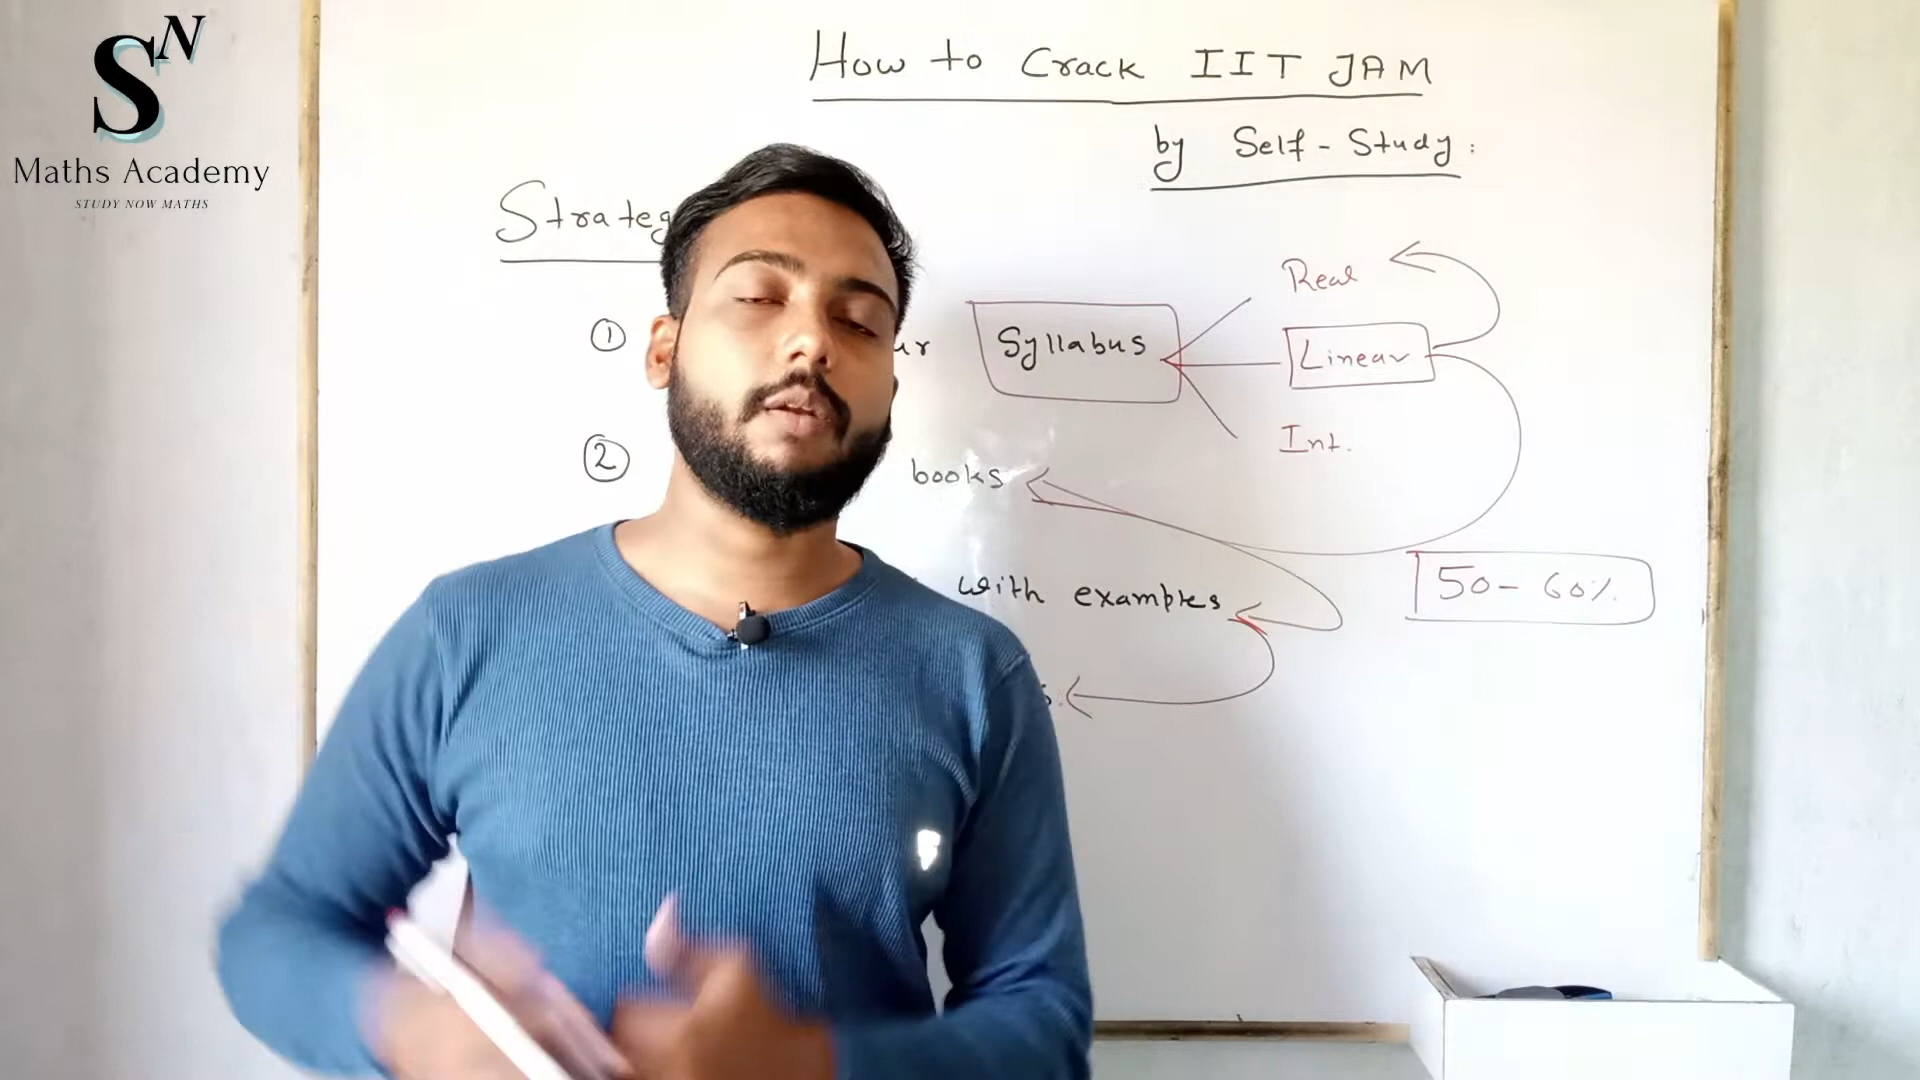 SN
Maths Academy
STUDY NOW MATHS
How to Crack IIT JAM
by Self-Study:
①
Syllabus
Real
Linear
Int.
②
books
with examples
50-60%